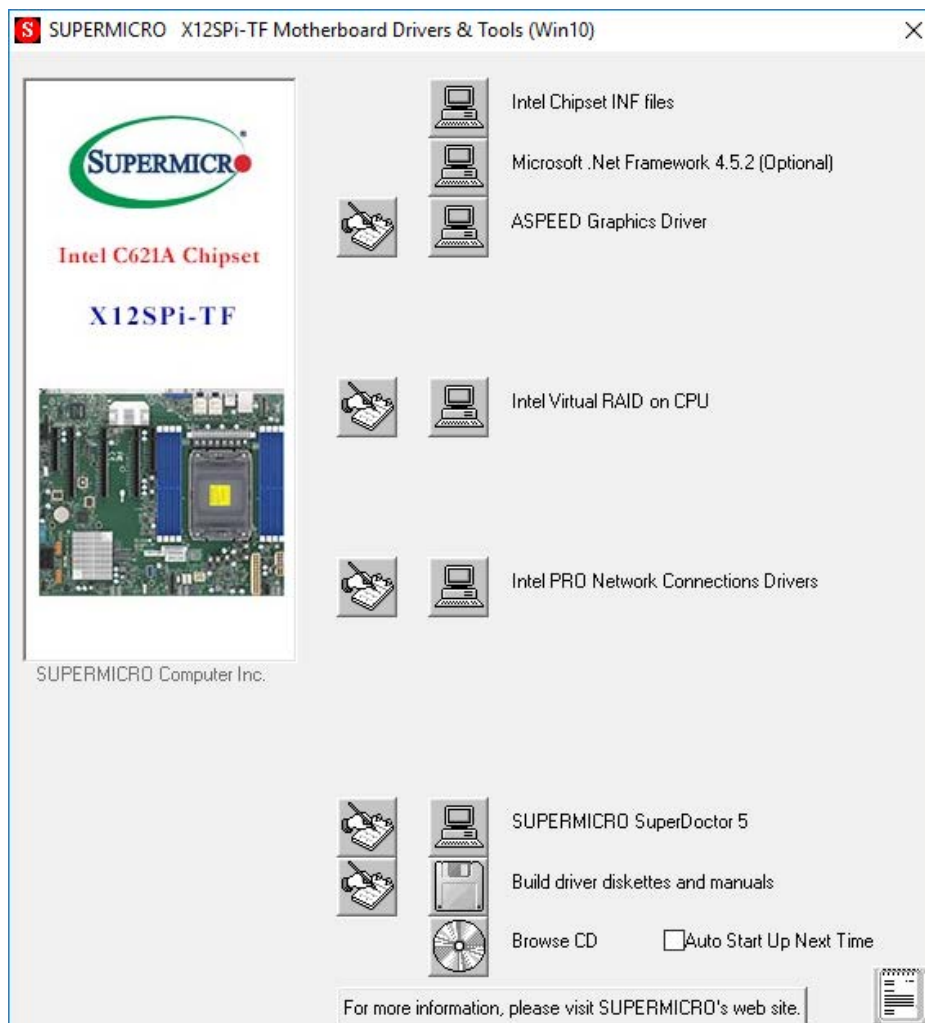 S SUPERMICRO X12SPi-TF Motherboard Drivers & Tools (Win10)
SUPERMICR
Intel C621A Chipset
X12SPi-TF
SUPERMICRO Computer Inc.
Intel Chipset INF files
Microsoft .Net Framework 4.5.2 (Optional)
ASPEED Graphics Driver
Intel Virtual RAID on CPU
Intel PRO Network Connections Drivers
SUPERMICRO SuperDoctor 5
Build driver diskettes and manuals
Browse CD
Auto Start Up Next Time
For more information, please visit SUPERMICRO's web site.